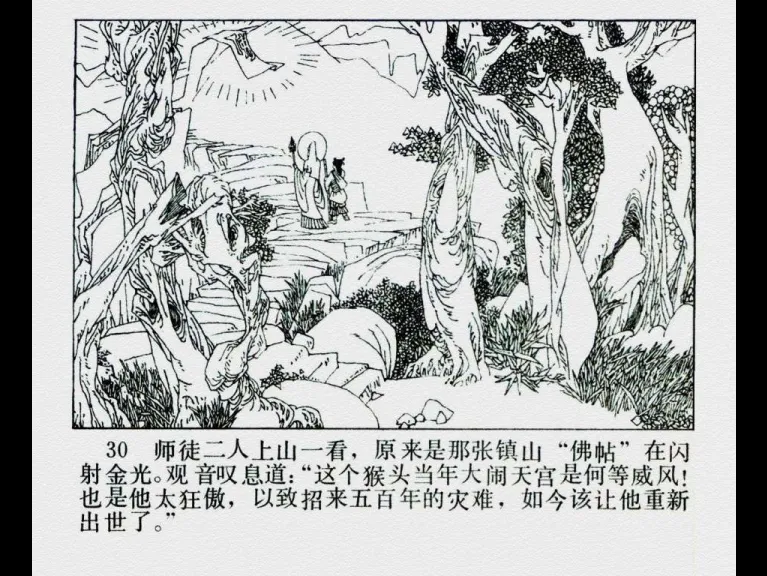 30 师徒二人上山一看，原来是那张镇山“佛帖”在闪
射金光。观音叹息道：“这个猴头当年大闹天宫是何等威风！
也是他太狂傲，以致招来五百年的灾难，如今该让他重新
出世了。”